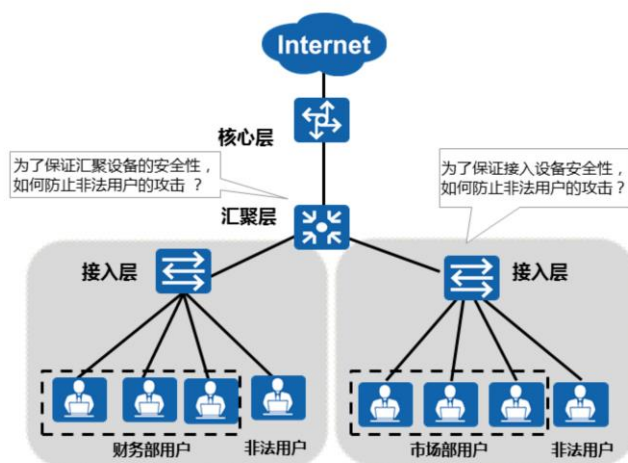 Internet
核心层
为了保证汇聚设备的安全性，
如何防止非法用户的攻击 ？
为了保证接入设备安全性，
如何防止非法用户的攻击？
汇聚层
接入层
接入层
财务部用户
非法用户
市场部用户
非法用户